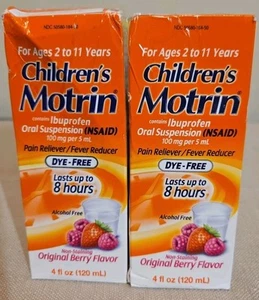 For Ages 2 to 11 Years
Children's
Motrin®
contains Ibuprofen
Oral Suspension (NSAID)
100 mg per 5 mL
Pain Reliever/Fever Reducer
DYE-FREE
Lasts up to
8 hours
Alcohol Free
Non-Staining
Original Berry Flavor
4 fl oz (120 mL)
For Ages 2 to 11 Years
Children's
Motrin®
contains Ibuprofen
Oral Suspension (NSAID)
100 mg per 5 mL
Pain Reliever/Fever Reducer
DYE-FREE
Lasts up to
8 hours
Alcohol Free
Non-Staining
Original Berry Flavor
4 fl oz (120 mL)